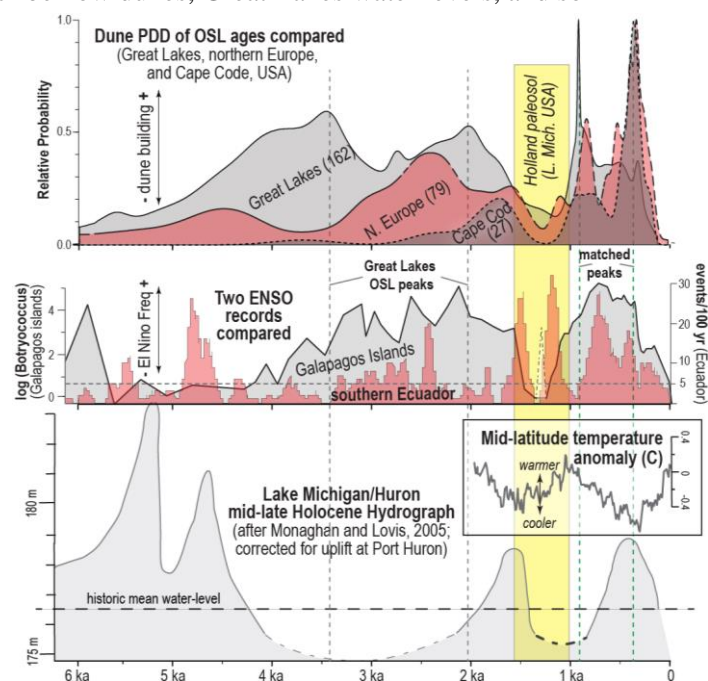 Dune PDD of OSL ages compared
(Great Lakes, northern Europe,
and Cape Code, USA)
Relative Probability
1.0
0.5
0.0
- dune building +
Great Lakes (162)
N. Europe (79)
Cape Cod
(27)
Holland paleosol
(L. Mich. USA)
log (Botryococcus)
(Galapagos islands)
4
2
0
- El Nino Freq +
Two ENSO
records
compared
Great Lakes
OSL peaks
matched
peaks
Galapagos Islands
southern Ecuador
30
20
10
5
events/100 yr
(Ecuador)
Mid-latitude temperature
anomaly (C)
warmer
cooler
0.4
0
-0.4
Lake Michigan/Huron
mid-late Holocene Hydrograph
(after Monaghan and Lovis, 2005;
corrected for uplift at Port Huron)
historic mean water-level
180 m
175 m
6 ka
5 ka
4 ka
3 ka
2 ka
1 ka
0